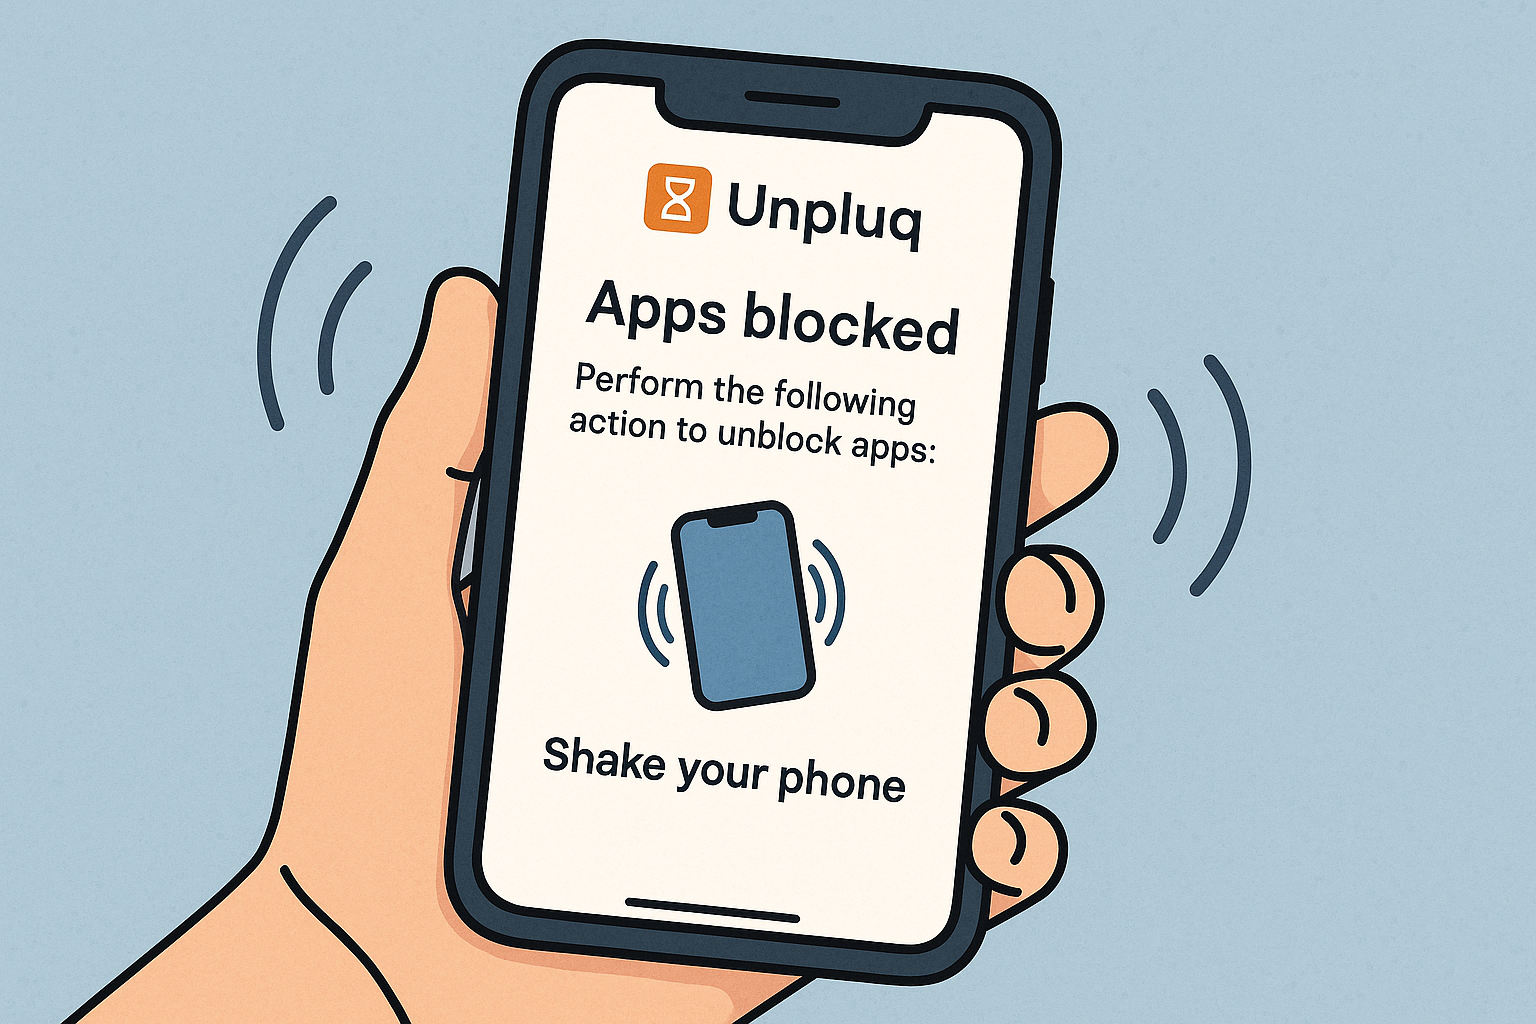 Unpluq
Apps blocked
Perform the following
action to unblock apps:
Shake your phone